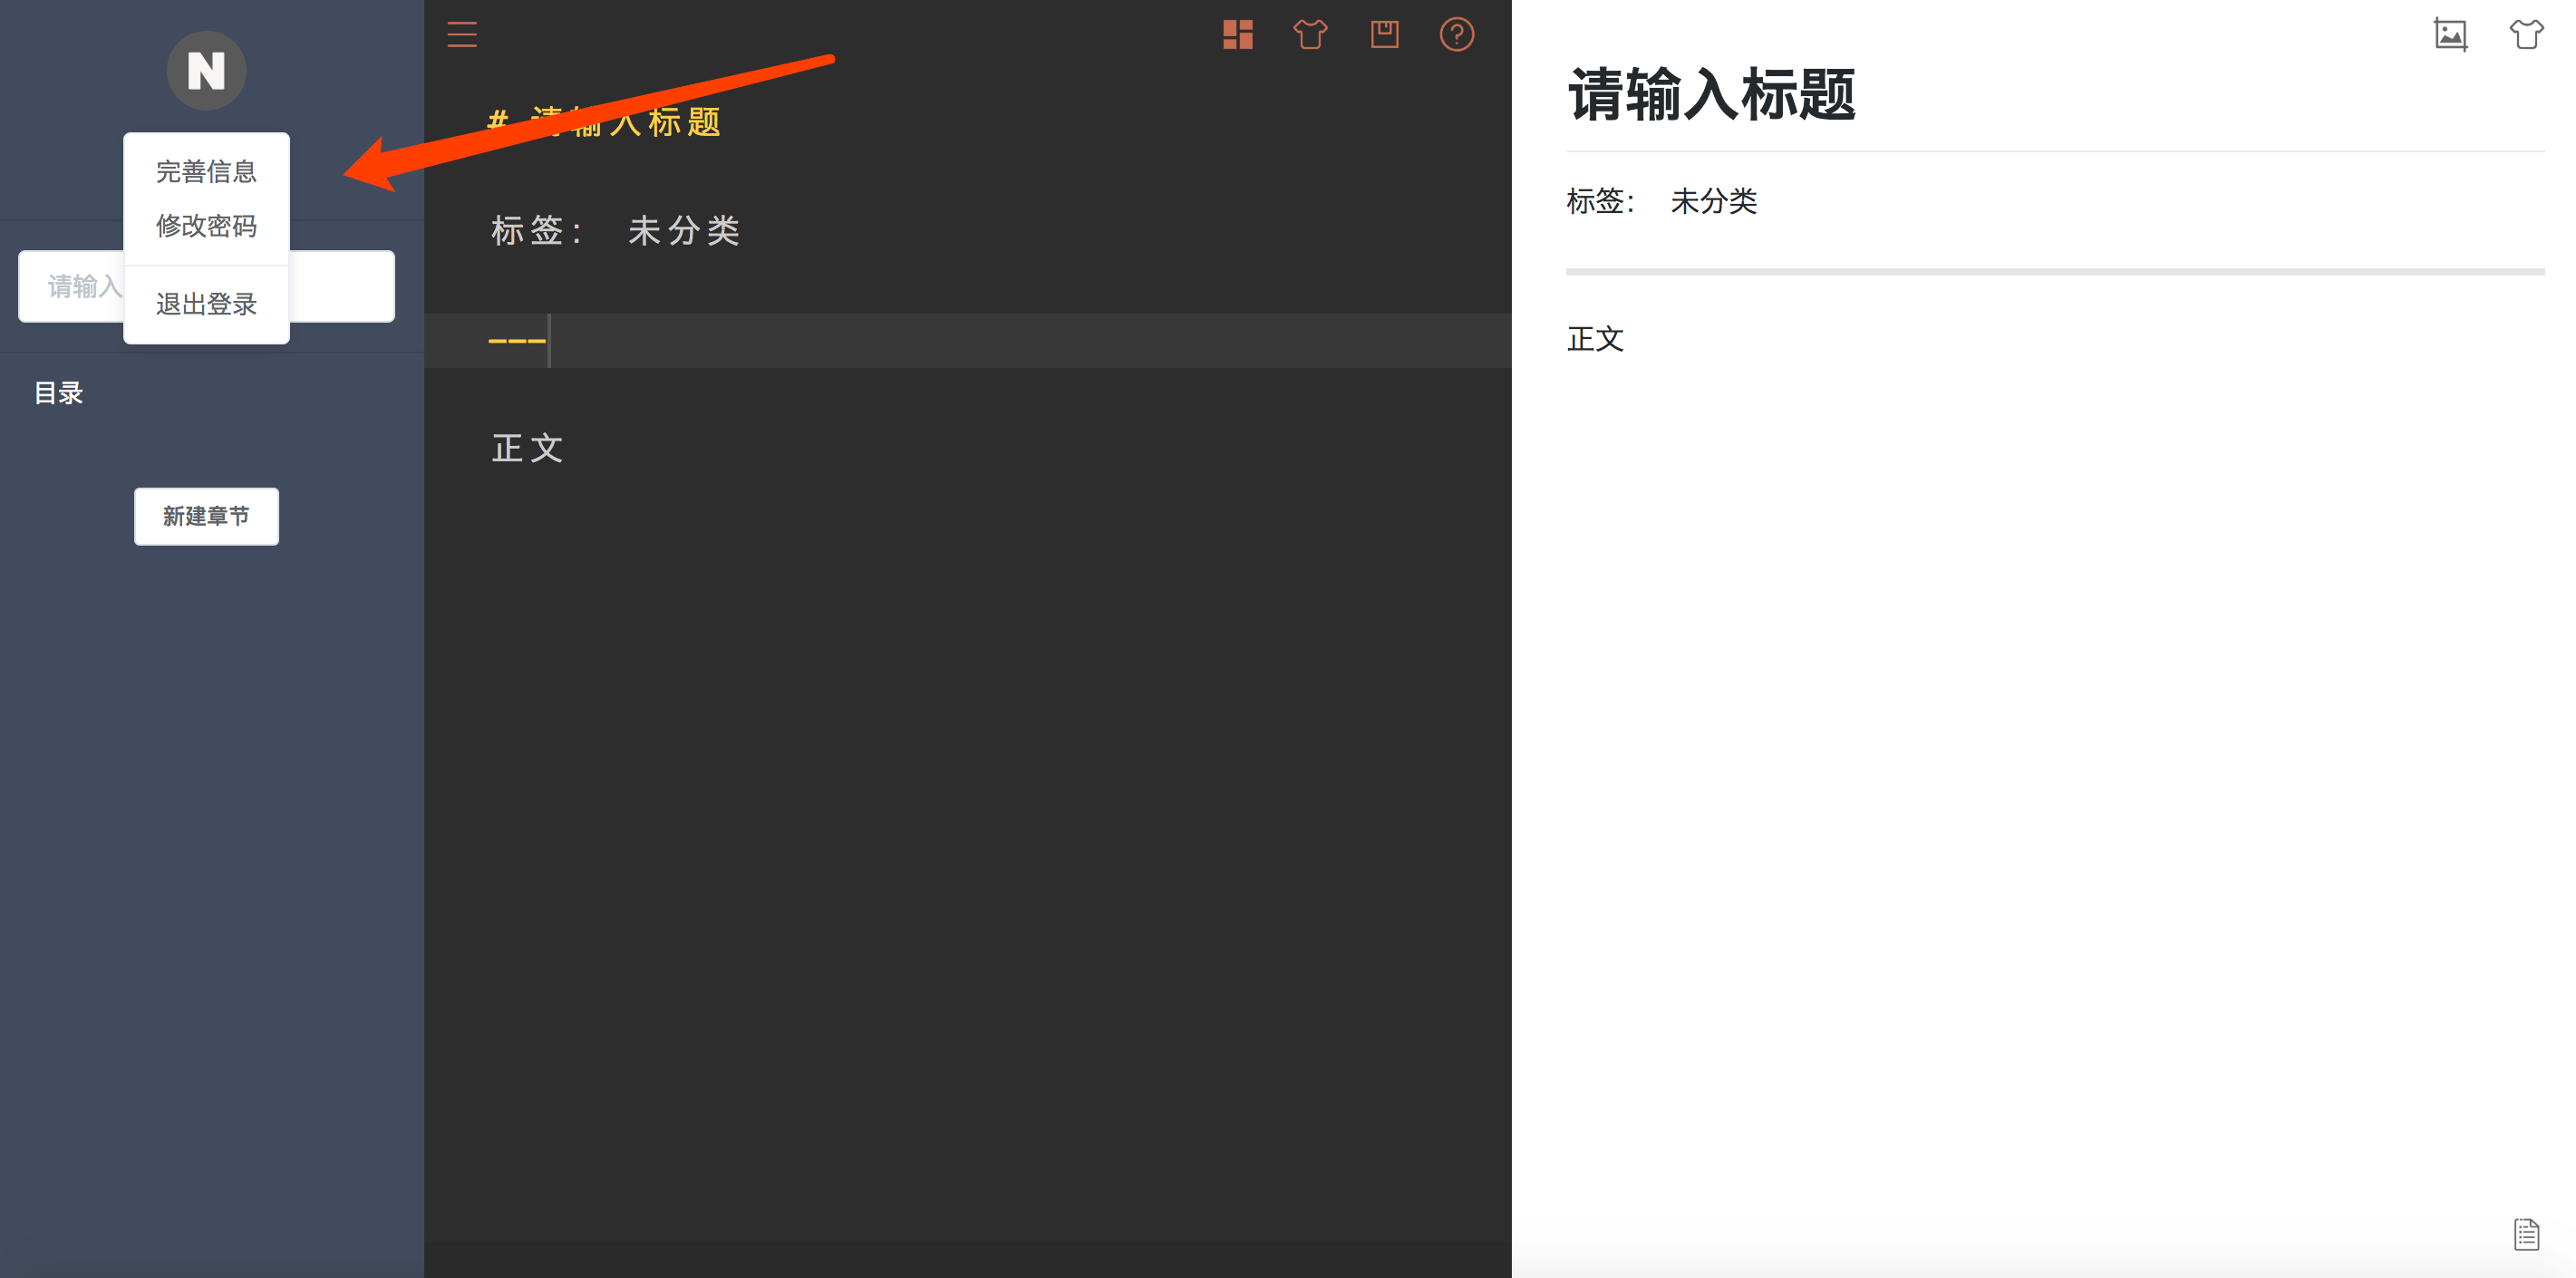 N
完善信息
修改密码
请输入
退出登录
目录
新建章节
# 请输入标题
标签： 未分类
---
正文
请输入标题
标签： 未分类
正文